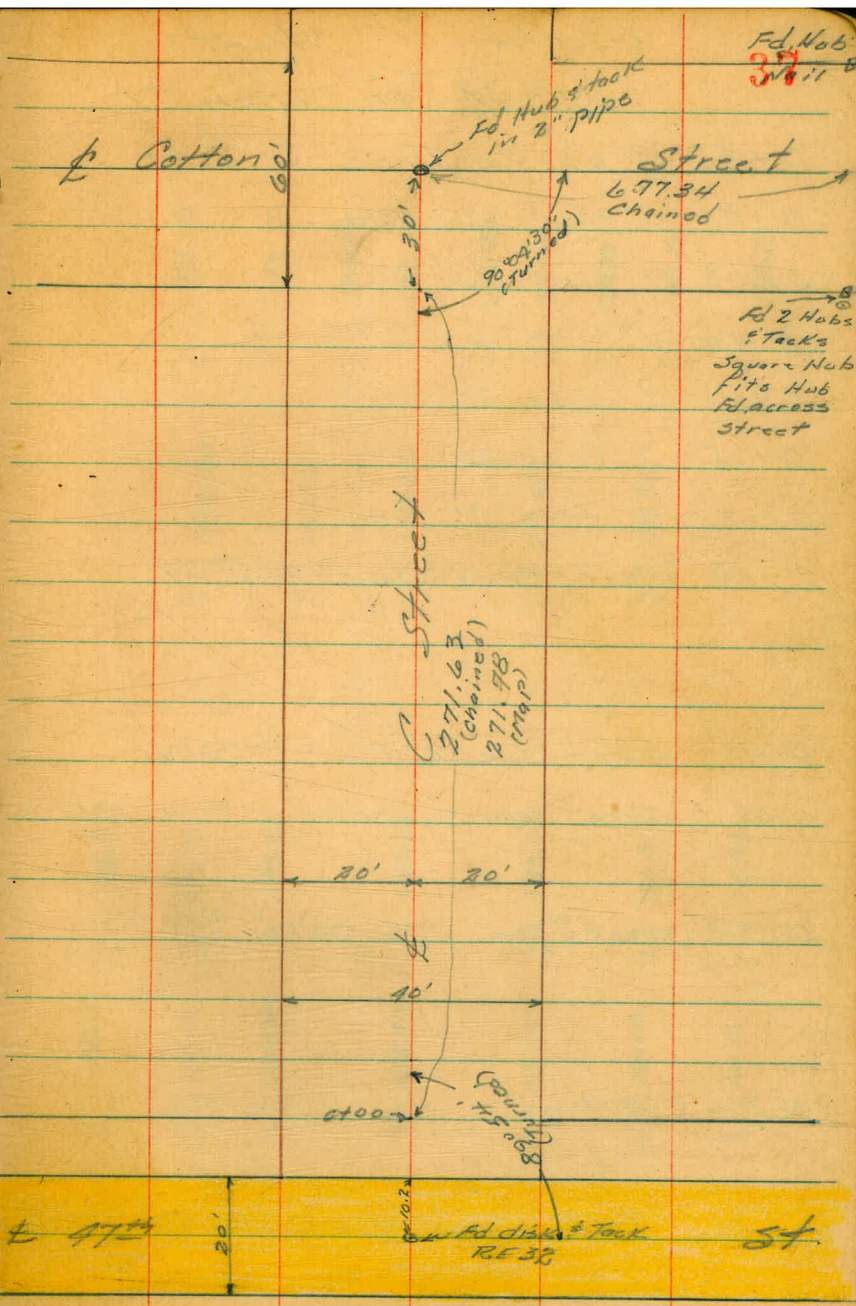 37
Fd. Hub
Nail
Fd Hub & tack
in 2" pipe
℄ Cotton
Street
60'
30'
677.34
Chained
90°04'30"
(Turned)
Fd 2 Hubs
& Tacks
Square Hub
Fits Hub
Fd. across
Street
℄ C Street
271.63
(Chained)
271.78
(Map)
20'
20'
40'
0+00
(Turned)
20'
℄ 47th St
Fd disk & Tack
RE 32